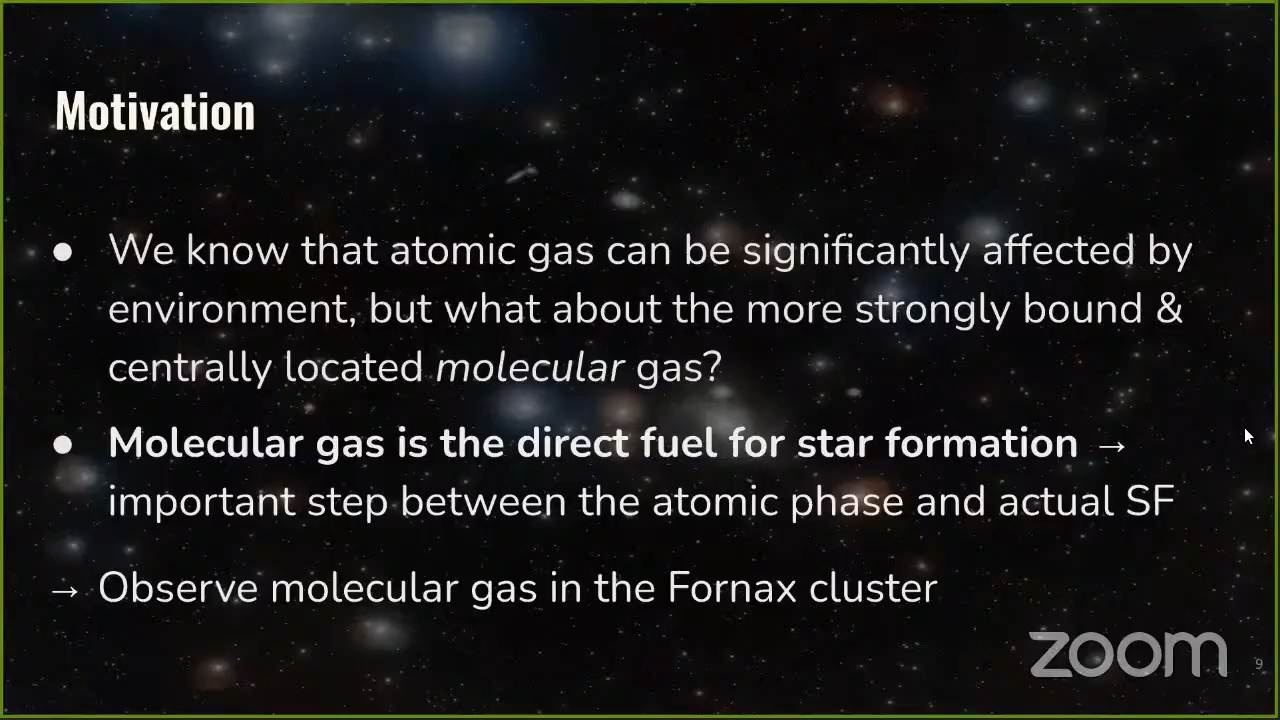 Motivation
● We know that atomic gas can be significantly affected by
environment, but what about the more strongly bound &
centrally located molecular gas?
● Molecular gas is the direct fuel for star formation →
important step between the atomic phase and actual SF
→ Observe molecular gas in the Fornax cluster
zoom
9